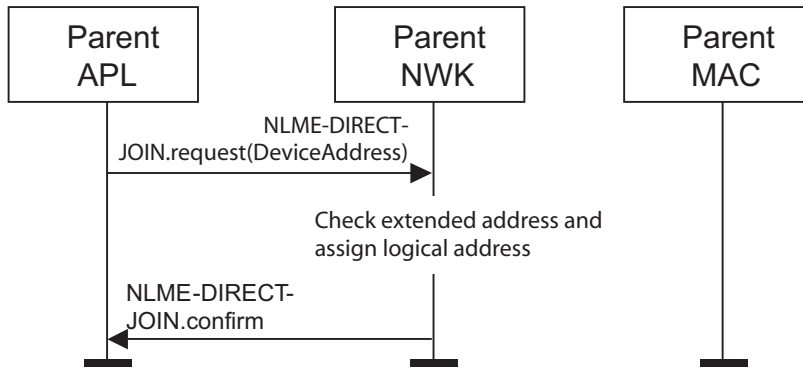 Parent
APL
Parent
NWK
Parent
MAC
NLME-DIRECT-
JOIN.request(DeviceAddress)
Check extended address and
assign logical address
NLME-DIRECT-
JOIN.confirm